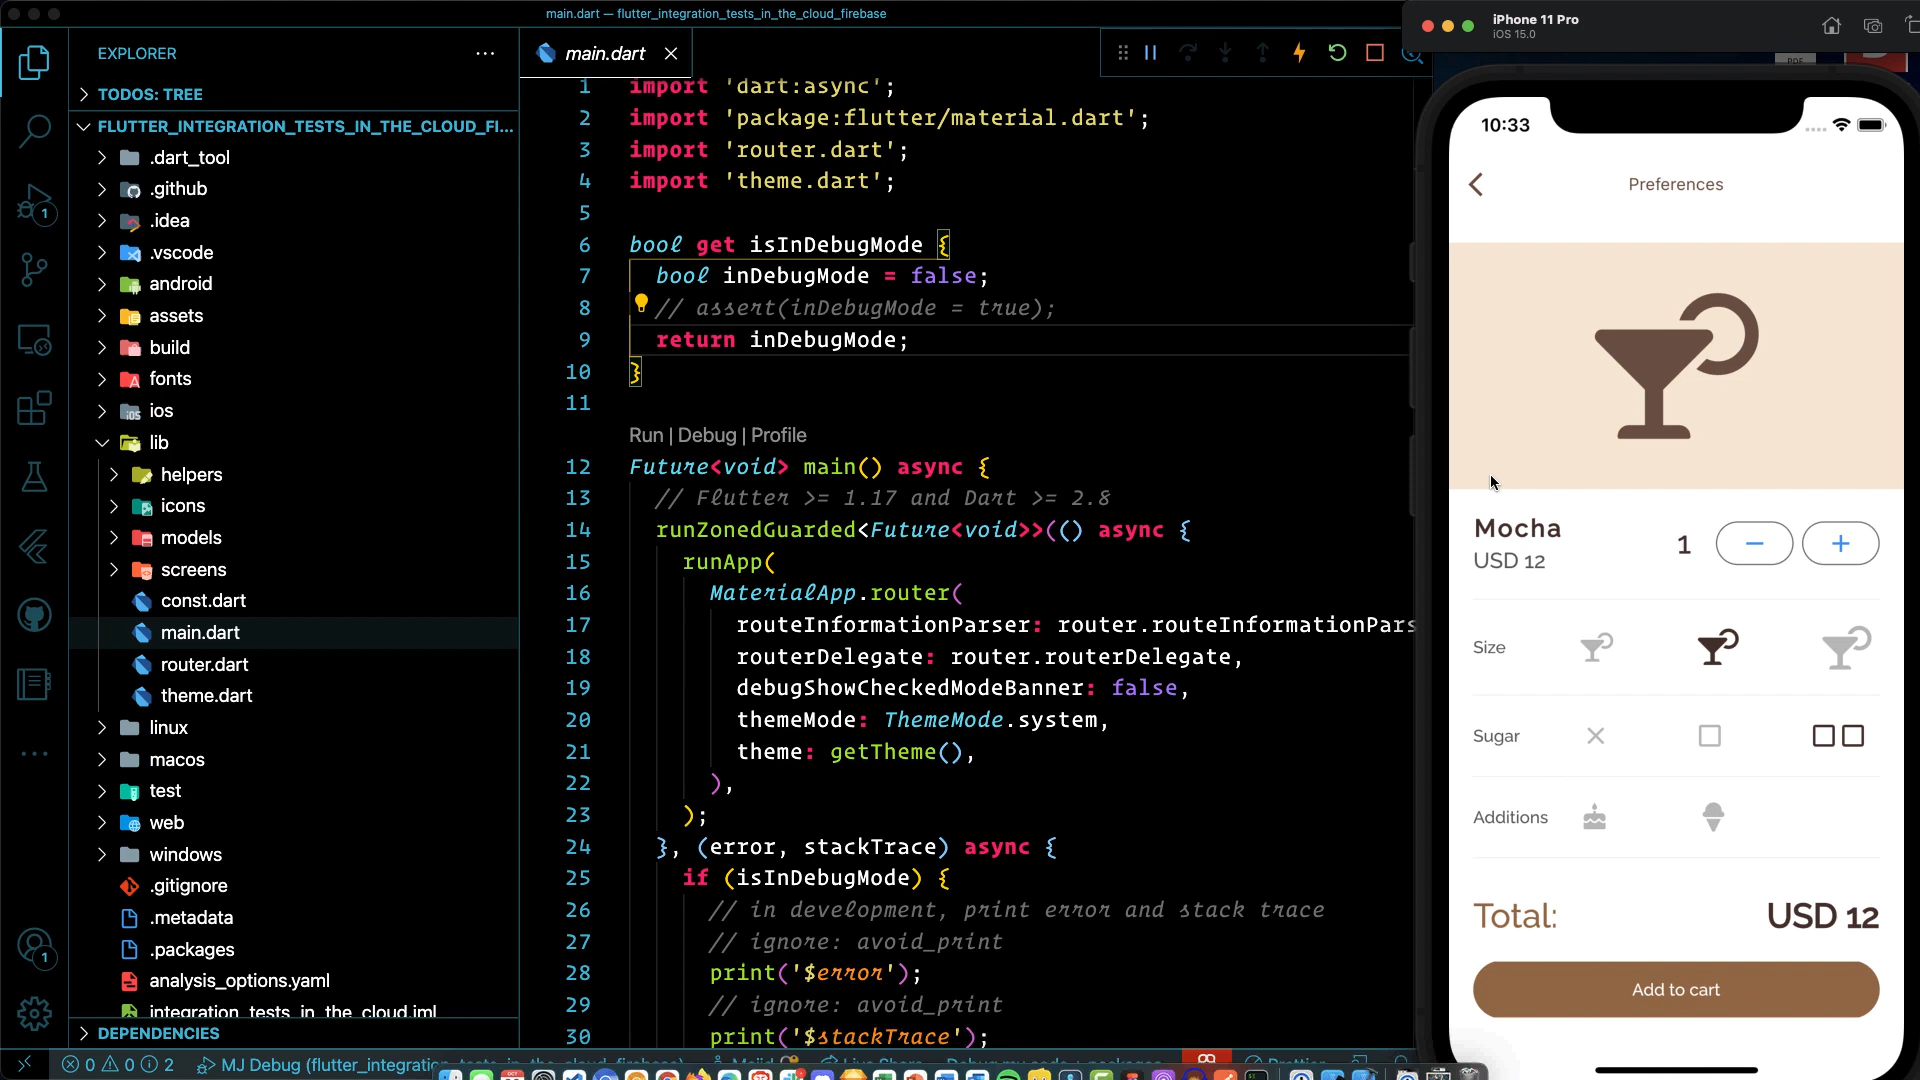 main.dart — flutter_integration_tests_in_the_cloud_firebase
EXPLORER
TODOS: TREE
FLUTTER_INTEGRATION_TESTS_IN_THE_CLOUD_FI...
.dart_tool
.github
.idea
.vscode
android
assets
build
fonts
ios
lib
helpers
icons
models
screens
const.dart
main.dart
router.dart
theme.dart
linux
macos
test
web
windows
.gitignore
.metadata
.packages
analysis_options.yaml
integration_tests_in_the_cloud.iml
DEPENDENCIES
1
1
0 0 2 MJ Debug (flutter_integration_tests_in_the_cloud_firebase)
main.dart
1 import 'dart:async';
2 import 'package:flutter/material.dart';
3 import 'router.dart';
4 import 'theme.dart';
5
6 bool get isInDebugMode {
7 bool inDebugMode = false;
8 // assert(inDebugMode = true);
9 return inDebugMode;
10 }
11
Run | Debug | Profile
12 Future<void> main() async {
13 // Flutter >= 1.17 and Dart >= 2.8
14 runZonedGuarded<Future<void>>(() async {
15 runApp(
16 MaterialApp.router(
17 routeInformationParser: router.routeInformationPars
18 routerDelegate: router.routerDelegate,
19 debugShowCheckedModeBanner: false,
20 themeMode: ThemeMode.system,
21 theme: getTheme(),
22 ),
23 );
24 }, (error, stackTrace) async {
25 if (isInDebugMode) {
26 // in development, print error and stack trace
27 // ignore: avoid_print
28 print('$error');
29 // ignore: avoid_print
30 print('$stackTrace');
iPhone 11 Pro
iOS 15.0
PDF
10:33
Preferences
Mocha
USD 12
1
Size
Sugar
Additions
Total:
USD 12
Add to cart